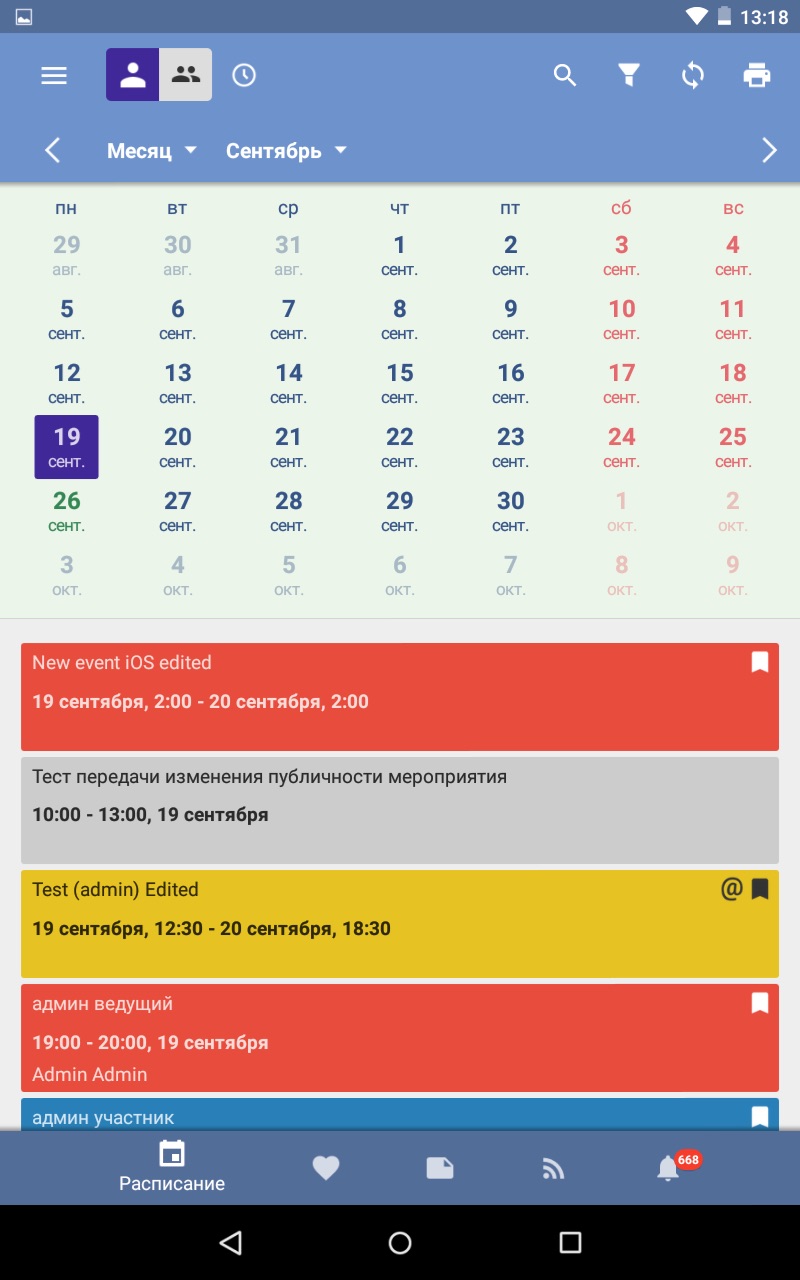 13:18
Месяц Сентябрь
пн вт ср чт пт сб вс
29 30 31 1 2 3 4
авг. авг. авг. сент. сент. сент. сент.
5 6 7 8 9 10 11
сент. сент. сент. сент. сент. сент. сент.
12 13 14 15 16 17 18
сент. сент. сент. сент. сент. сент. сент.
19 20 21 22 23 24 25
сент. сент. сент. сент. сент. сент. сент.
26 27 28 29 30 1 2
сент. сент. сент. сент. сент. окт. окт.
3 4 5 6 7 8 9
окт. окт. окт. окт. окт. окт. окт.
New event iOS edited
19 сентября, 2:00 - 20 сентября, 2:00
Тест передачи изменения публичности мероприятия
10:00 - 13:00, 19 сентября
Test (admin) Edited @
19 сентября, 12:30 - 20 сентября, 18:30
админ ведущий
19:00 - 20:00, 19 сентября
Admin Admin
админ участник
668
Расписание